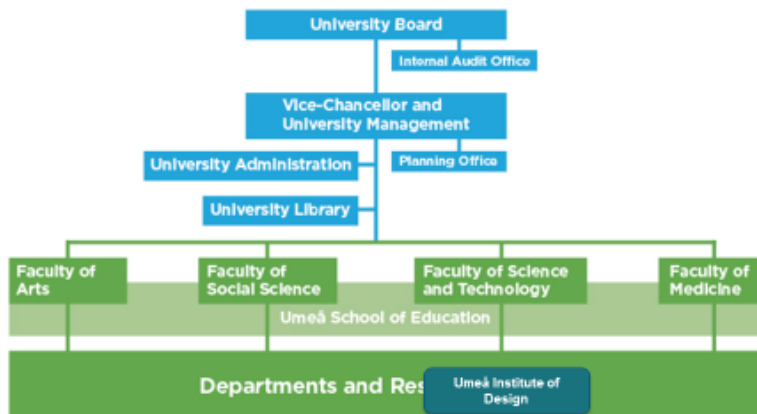 University Board
Internal Audit Office
Vice-Chancellor and
University Management
Planning Office
University Administration
University Library
Faculty of
Arts
Faculty of
Social Science
Faculty of Science
and Technology
Faculty of
Medicine
Umeå School of Education
Departments and Res
Umeå Institute of
Design